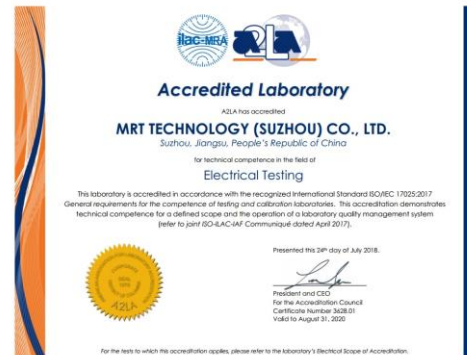 ilac-MRA
A2LA
Accredited Laboratory
A2LA has accredited
MRT TECHNOLOGY (SUZHOU) CO., LTD.
Suzhou, Jiangsu, People's Republic of China
for technical competence in the field of
Electrical Testing
This laboratory is accredited in accordance with the recognized International Standard ISO/IEC 17025:2017
General requirements for the competence of testing and calibration laboratories. This accreditation demonstrates
technical competence for a defined scope and the operation of a laboratory quality management system
(refer to joint ISO-ILAC-IAF Communiqué dated April 2017).
Presented this 24th day of July 2018.
President and CEO
For the Accreditation Council
Certificate Number 3628.01
Valid to August 31, 2020
SEAL
A2LA
For the tests to which this accreditation applies, please refer to the laboratory's Electrical Scope of Accreditation.